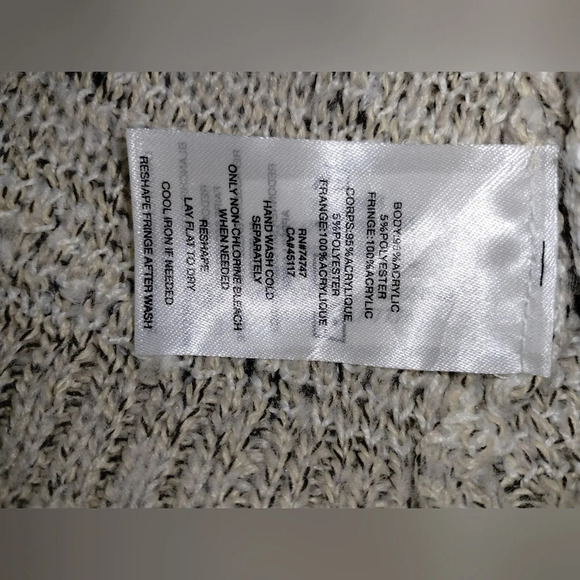 BODY:95%ACRYLIC
5%POLYESTER
FRINGE:100%ACRYLIC
CORPS:95%ACRYLIQUE
5%POLYESTER
FRANGE:100%ACRYLIQUE
RN#74747
CA#45117
HAND WASH COLD
SEPARATELY
ONLY NON-CHLORINE BLEACH
WHEN NEEDED
RESHAPE
LAY FLAT TO DRY
COOL IRON IF NEEDED
RESHAPE FRINGE AFTER WASH